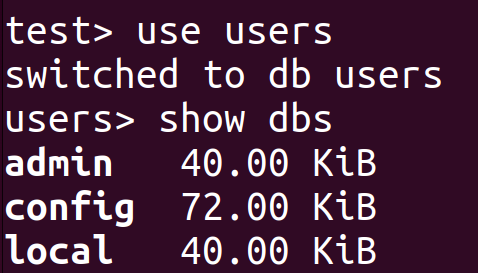 test> use users
switched to db users
users> show dbs
admin   40.00 KiB
config  72.00 KiB
local   40.00 KiB